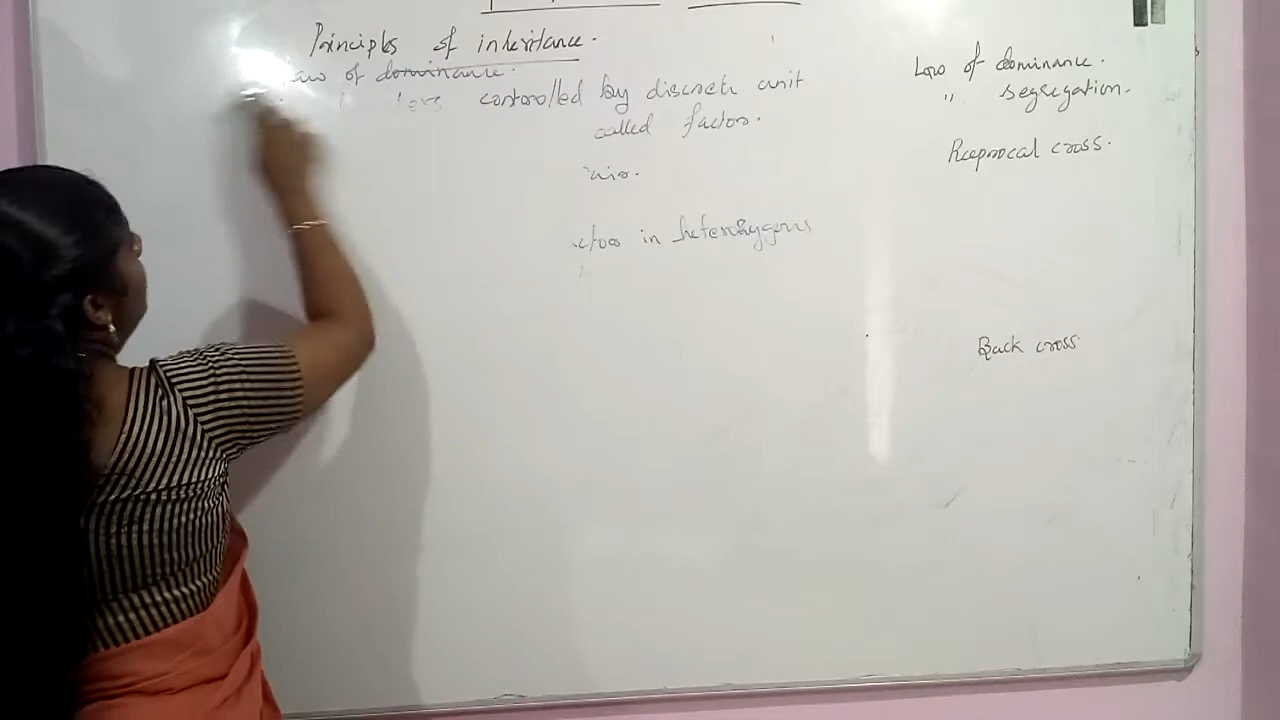 Principles of inheritance.
Law of dominance.
controlled by discrete unit
called factors.
in heterozygous
Law of dominance.
" segregation.
Reciprocal cross.
Back cross